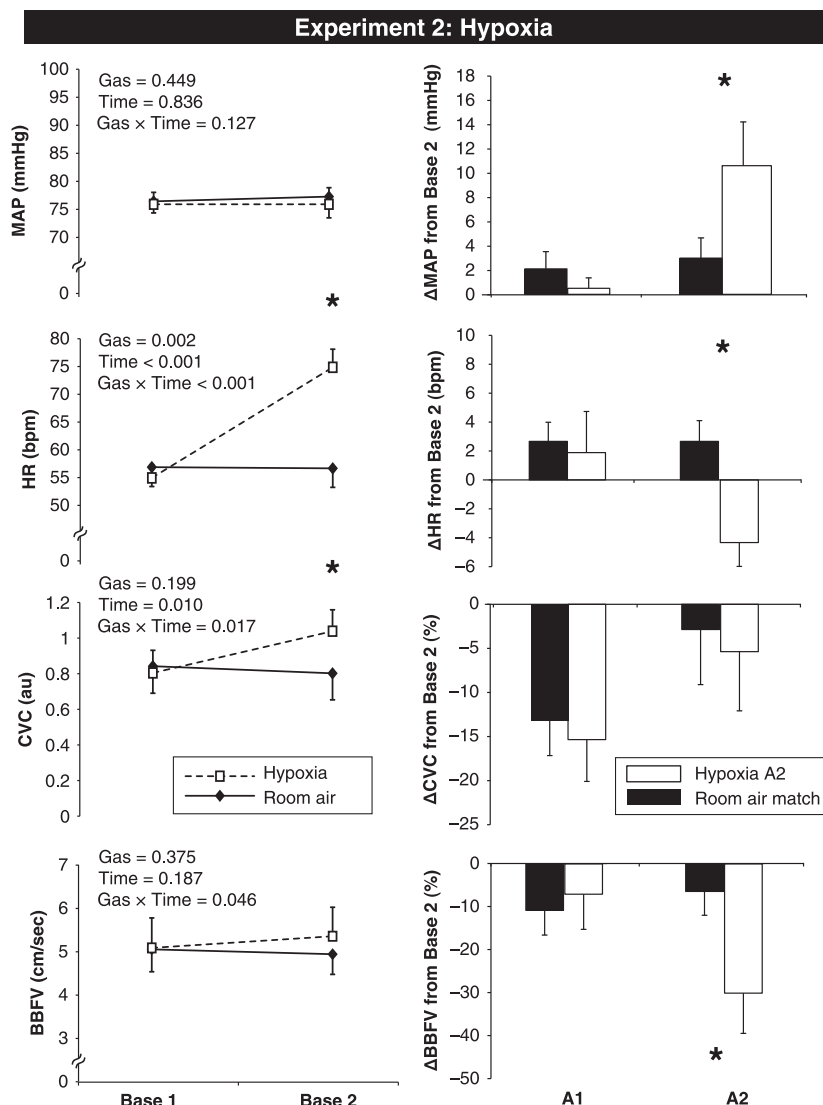 Experiment 2: Hypoxia
MAP (mmHg)
100
95
90
85
80
75
70
0
Gas = 0.449
Time = 0.836
Gas × Time = 0.127
*
HR (bpm)
80
75
70
65
60
55
50
0
Gas = 0.002
Time < 0.001
Gas × Time < 0.001
*
CVC (au)
1.2
1
0.8
0.6
0.4
0.2
0
Gas = 0.199
Time = 0.010
Gas × Time = 0.017
Hypoxia
Room air
BBFV (cm/sec)
7
6
5
4
3
0
Gas = 0.375
Time = 0.187
Gas × Time = 0.046
Base 1
Base 2
ΔMAP from Base 2 (mmHg)
18
16
14
12
10
8
6
4
2
0
*
ΔHR from Base 2 (bpm)
10
8
6
4
2
0
−2
−4
−6
*
ΔCVC from Base 2 (%)
0
−5
−10
−15
−20
−25
Hypoxia A2
Room air match
ΔBBFV from Base 2 (%)
0
−10
−20
−30
−40
−50
*
A1
A2